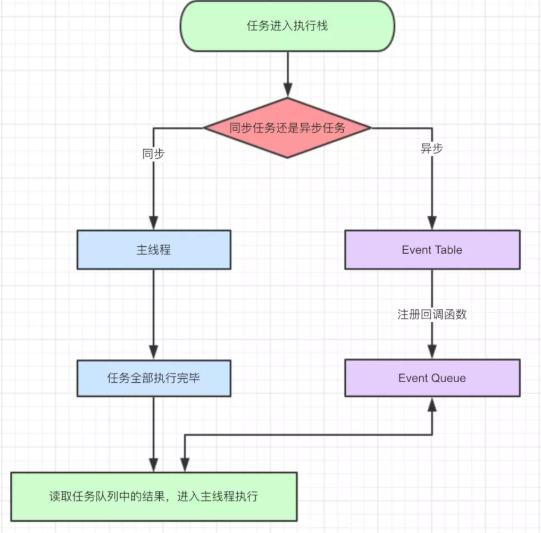 任务进入执行栈
同步任务还是异步任务
同步
异步
主线程
Event Table
注册回调函数
任务全部执行完毕
Event Queue
读取任务队列中的结果，进入主线程执行